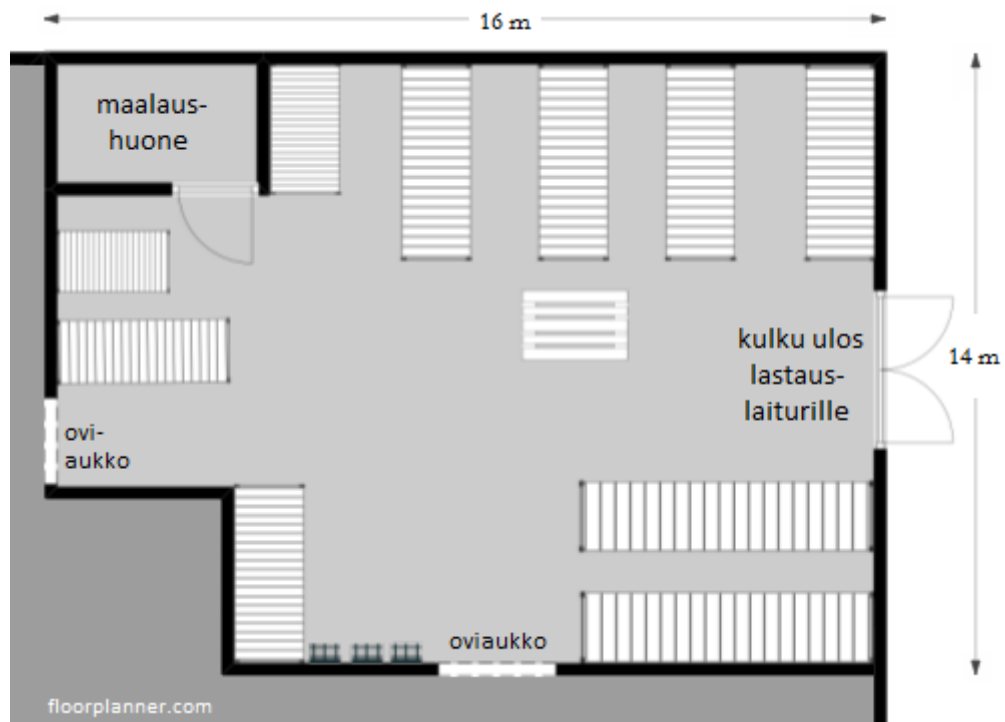 16 m
maalaus-
huone
kulku ulos
lastaus-
laiturille
14 m
ovi-
aukko
oviaukko
floorplanner.com